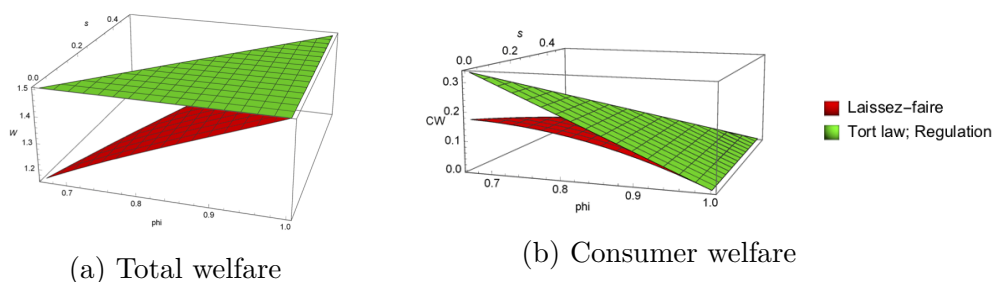 s
0.4
0.2
0.0
1.5
1.4
W
1.3
1.2
0.7
0.8
0.9
1.0
phi
(a) Total welfare
s
0.4
0.2
0.0
0.3
0.2
CW
0.1
0.0
0.7
0.8
0.9
1.0
phi
(b) Consumer welfare
Laissez–faire
Tort law; Regulation